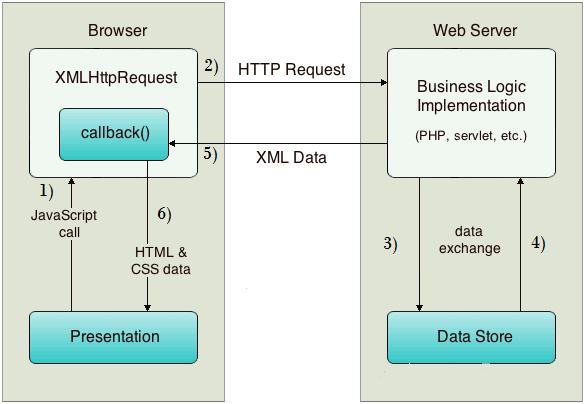 Browser
Web Server
XMLHttpRequest
callback()
2)
HTTP Request
Business Logic
Implementation
(PHP, servlet, etc.)
5)
XML Data
1)
JavaScript
call
6)
HTML &
CSS data
3)
data
exchange
4)
Presentation
Data Store